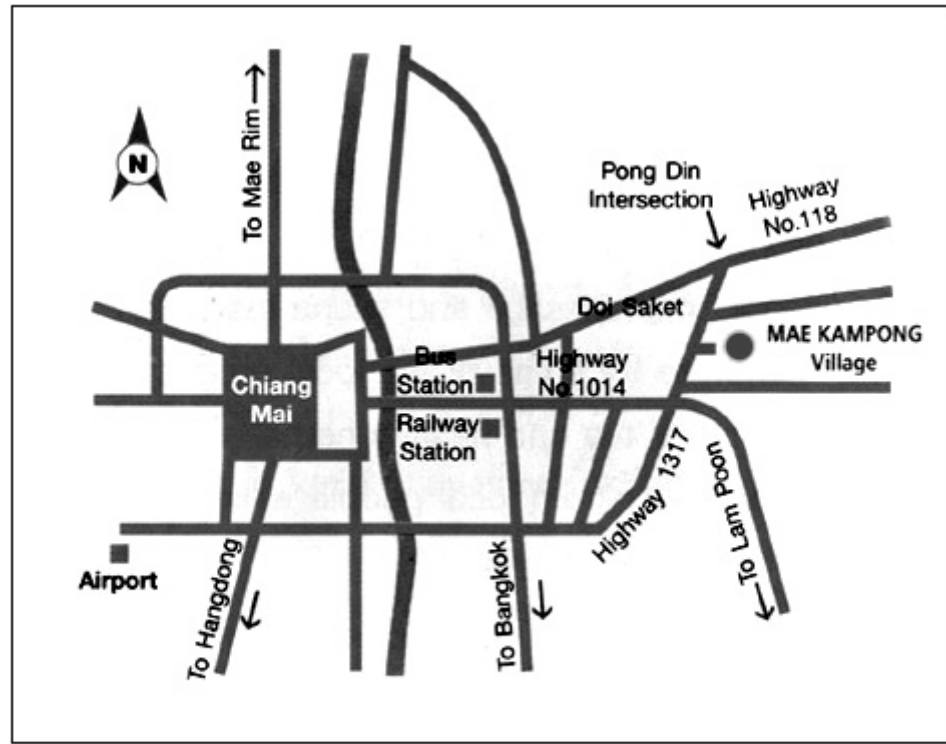 N
To Mae Rim
Pong Din
Intersection
Highway
No.118
Doi Saket
MAE KAMPONG
Village
Bus
Station
Highway
No.1014
Chiang
Mai
Railway
Station
Highway 1317
To Lam Poon
Airport
To Hangdong
To Bangkok